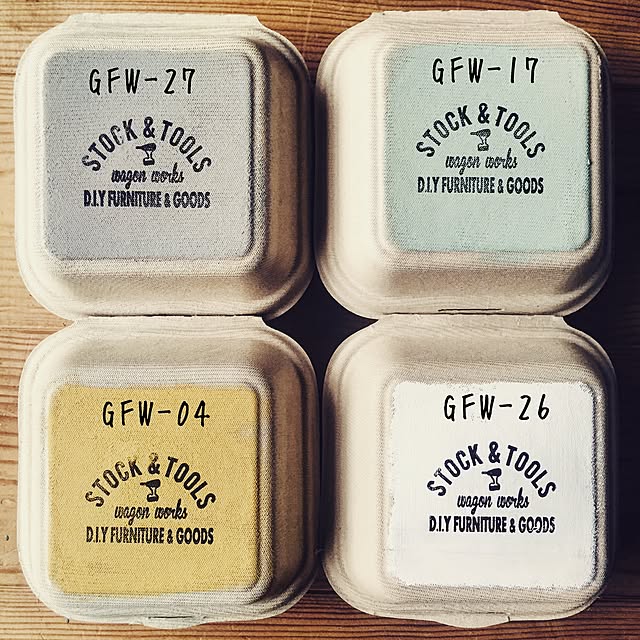 GFW-27
STOCK & TOOLS
wagon works
D.I.Y FURNITURE & GOODS
GFW-17
STOCK & TOOLS
wagon works
D.I.Y FURNITURE & GOODS
GFW-04
STOCK & TOOLS
wagon works
D.I.Y FURNITURE & GOODS
GFW-26
STOCK & TOOLS
wagon works
D.I.Y FURNITURE & GOODS